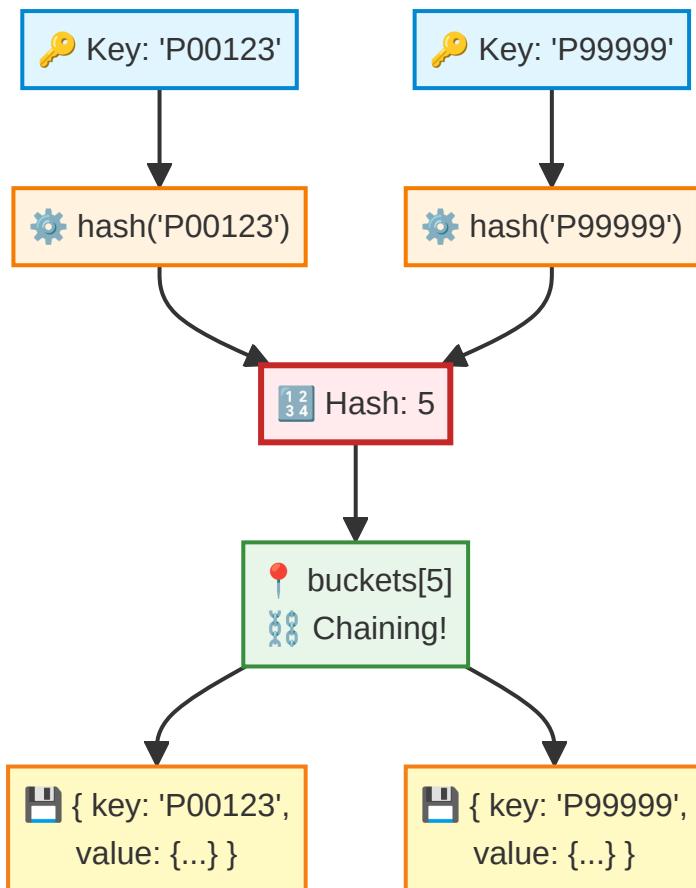 🔑 Key: 'P00123'
🔑 Key: 'P99999'
⚙️ hash('P00123')
⚙️ hash('P99999')
🔢 Hash: 5
📍 buckets[5]
⛓️ Chaining!
💾 { key: 'P00123',
value: {...} }
💾 { key: 'P99999',
value: {...} }